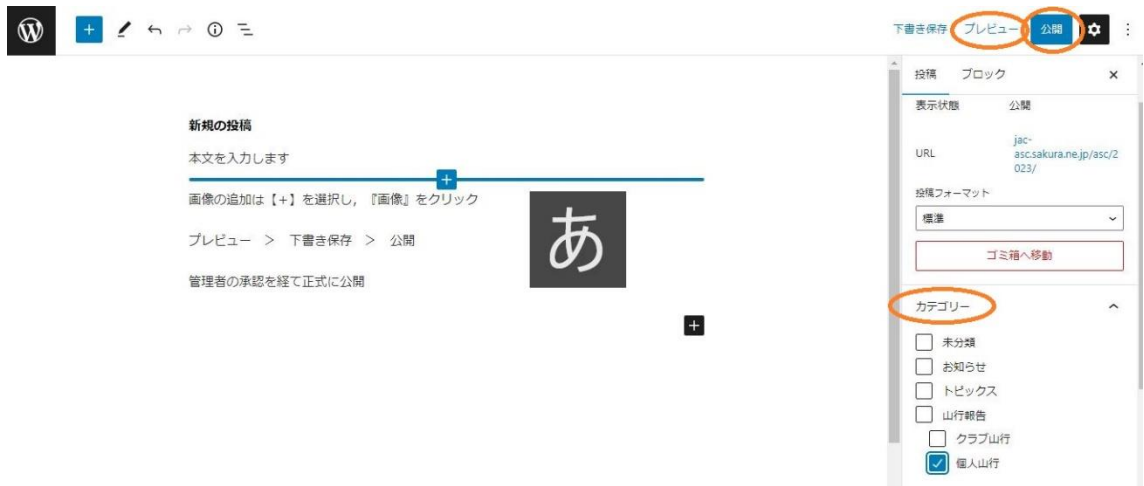 下書き保存 プレビュー 公開
投稿 ブロック
表示状態 公開
URL jac-
asc.sakura.ne.jp/asc/2
023/
投稿フォーマット
標準
ゴミ箱へ移動
カテゴリー
未分類
お知らせ
トピックス
山行報告
クラブ山行
個人山行
新規の投稿
本文を入力します
画像の追加は【+】を選択し，『画像』をクリック
プレビュー ＞ 下書き保存 ＞ 公開
管理者の承認を経て正式に公開
あ